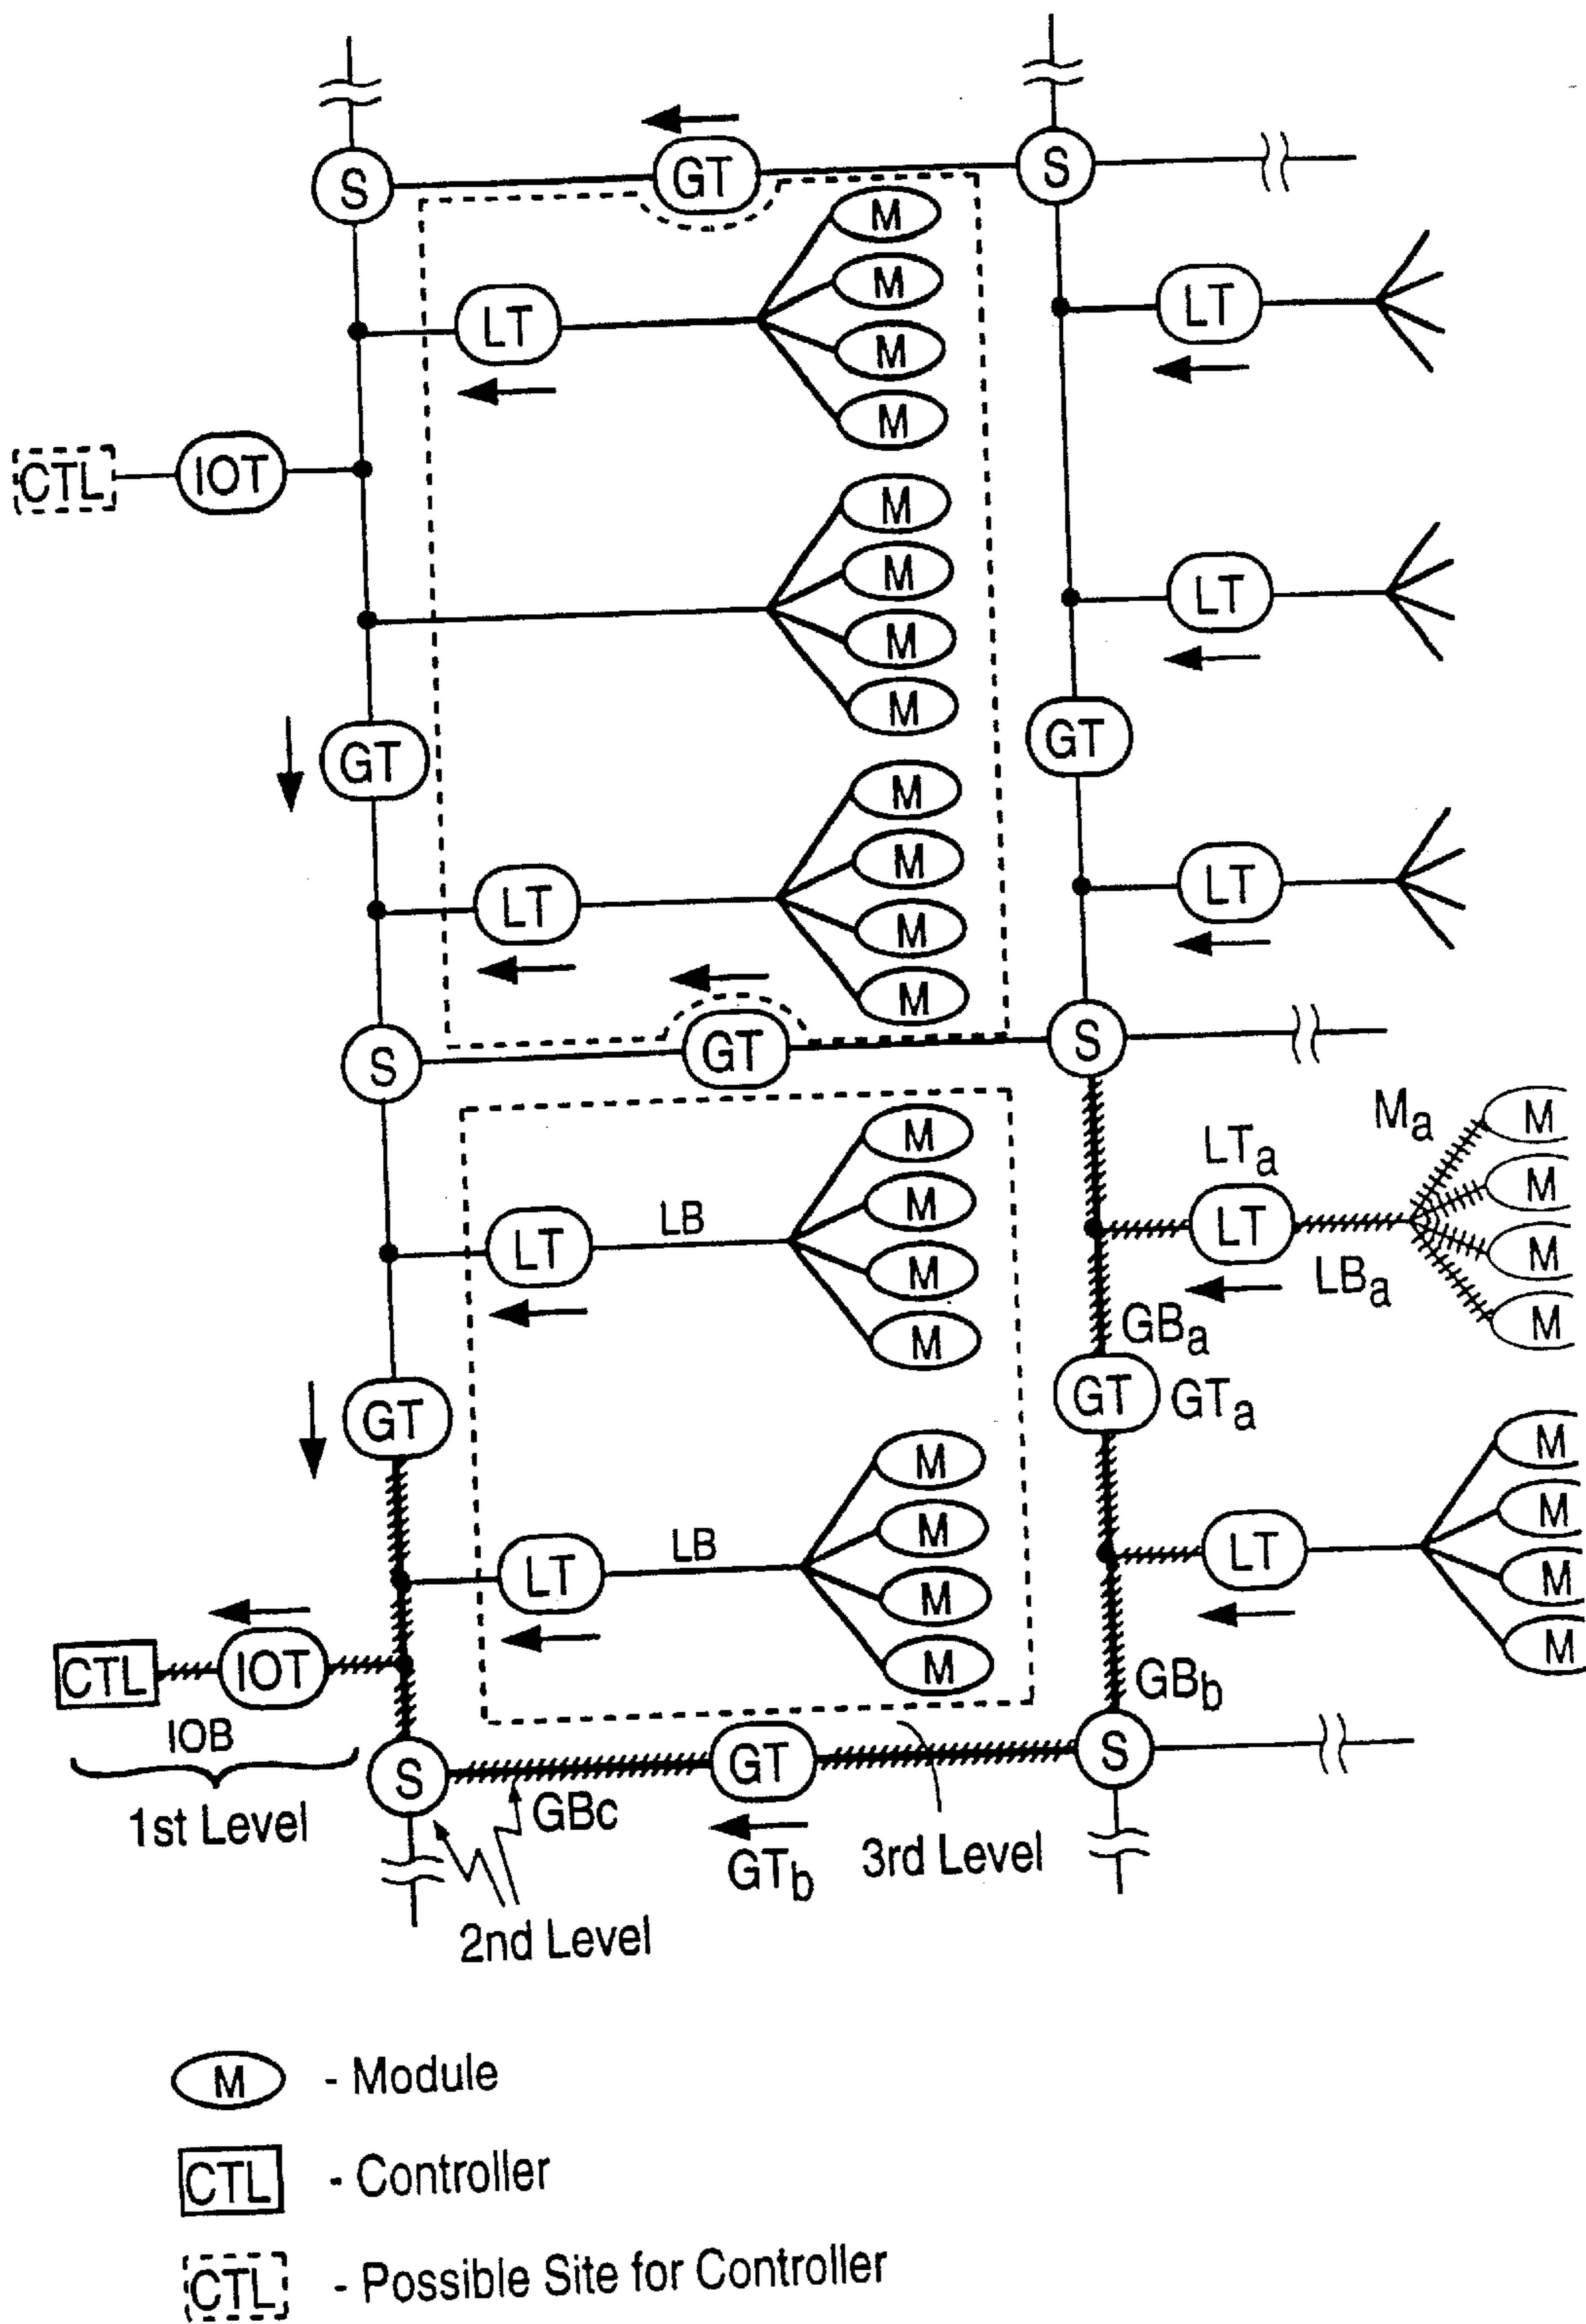 S GT S
M
M
LT M LT
M
CTL IOT
M
M
M LT
M
GT GT
M
M
LT M LT
M
S GT S
M
LT LB M
M
M
Ma M
LTa M
LT M
LBa M
GBa
GT GT GTa
M
LT LB M
M
M
M
LT M
M
M
CTL IOT
IOB
1st Level
S GBc GT S
GBb
GTb
3rd Level
2nd Level
M - Module
CTL - Controller
CTL - Possible Site for Controller